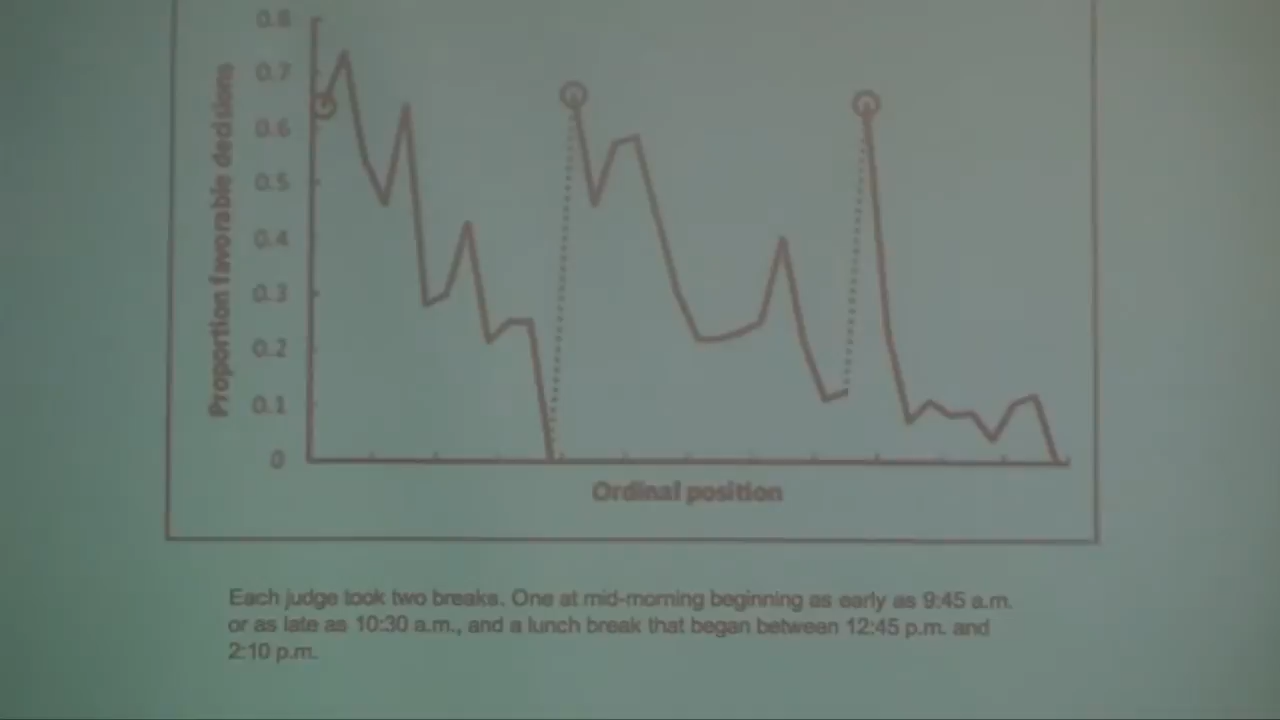 0.8
0.7
0.6
0.5
0.4
0.3
0.2
0.1
0
Proportion favorable decisions
Ordinal position
Each judge took two breaks. One at mid-morning beginning as early as 9:45 a.m.
or as late as 10:30 a.m., and a lunch break that began between 12:45 p.m. and
2:10 p.m.